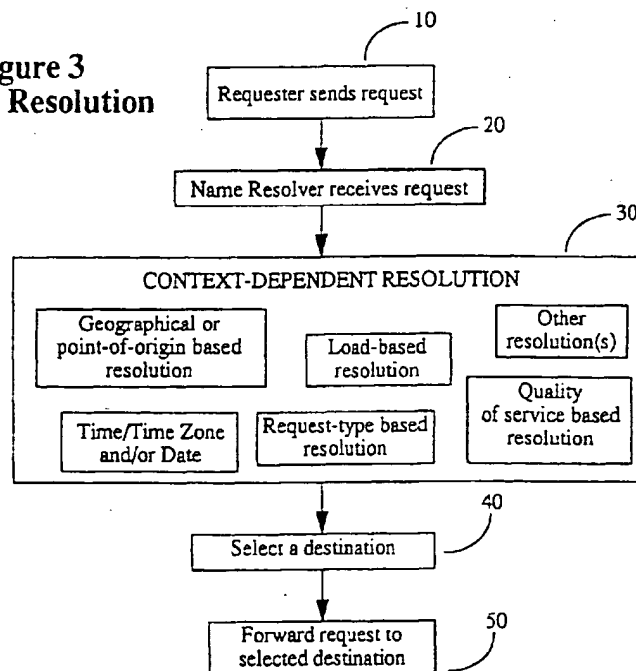 gure 3
Resolution
10
Requester sends request
20
Name Resolver receives request
30
CONTEXT-DEPENDENT RESOLUTION
Geographical or
point-of-origin based
resolution
Load-based
resolution
Other
resolution(s)
Time/Time Zone
and/or Date
Request-type based
resolution
Quality
of service based
resolution
40
Select a destination
50
Forward request to
selected destination